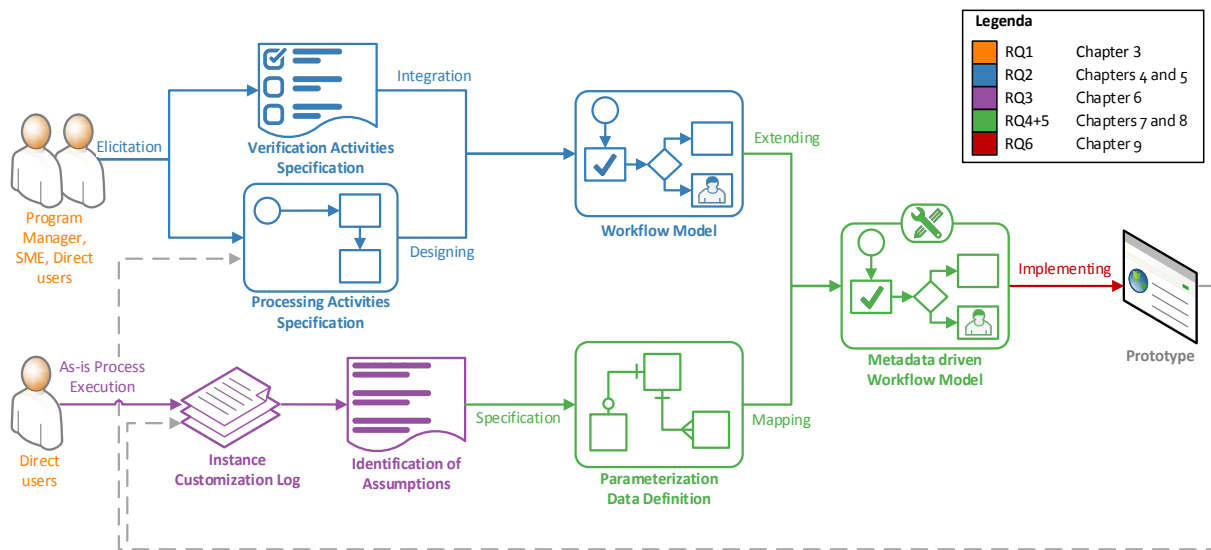 Legenda
RQ1 Chapter 3
RQ2 Chapters 4 and 5
RQ3 Chapter 6
RQ4+5 Chapters 7 and 8
RQ6 Chapter 9
Elicitation
Program
Manager,
SME, Direct
users
Verification Activities
Specification
Integration
Processing Activities
Specification
Designing
Workflow Model
Extending
As-is Process
Execution
Direct
users
Instance
Customization Log
Identification of
Assumptions
Specification
Parameterization
Data Definition
Mapping
Metadata driven
Workflow Model
Implementing
Prototype